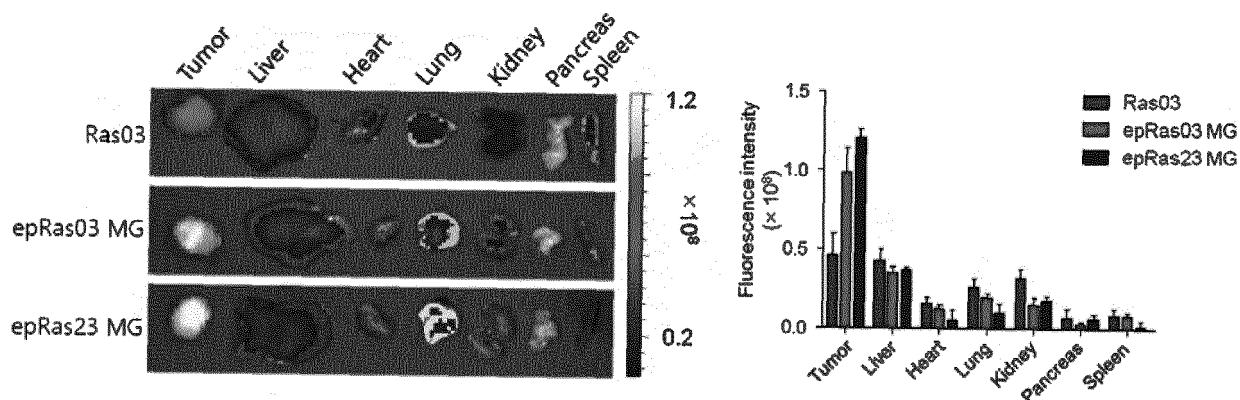 Tumor Liver Heart Lung Kidney Pancreas Spleen
Ras03
epRas03 MG
epRas23 MG
1.2
× 10⁸
0.2
Fluorescence intensity
(× 10⁸)
1.5
1.0
0.5
0.0
Ras03
epRas03 MG
epRas23 MG
Tumor Liver Heart Lung Kidney Pancreas Spleen